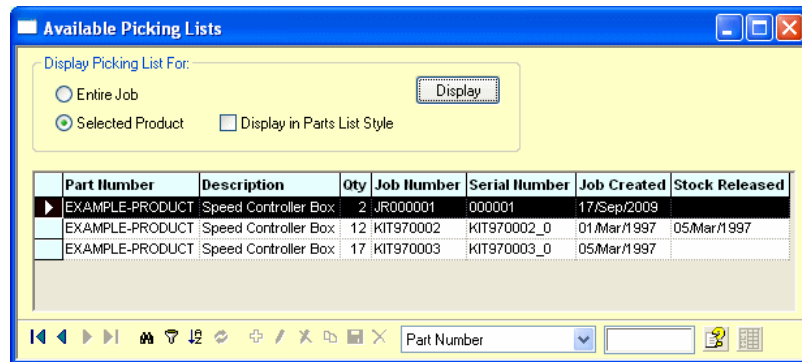 Available Picking Lists
Display Picking List For:
Entire Job
Display
Selected Product Display in Parts List Style
Part Number Description Qty Job Number Serial Number Job Created Stock Released
EXAMPLE-PRODUCT Speed Controller Box 2 JR000001 000001 17/Sep/2009
EXAMPLE-PRODUCT Speed Controller Box 12 KIT970002 KIT970002_0 01/Mar/1997 05/Mar/1997
EXAMPLE-PRODUCT Speed Controller Box 17 KIT970003 KIT970003_0 05/Mar/1997
Part Number